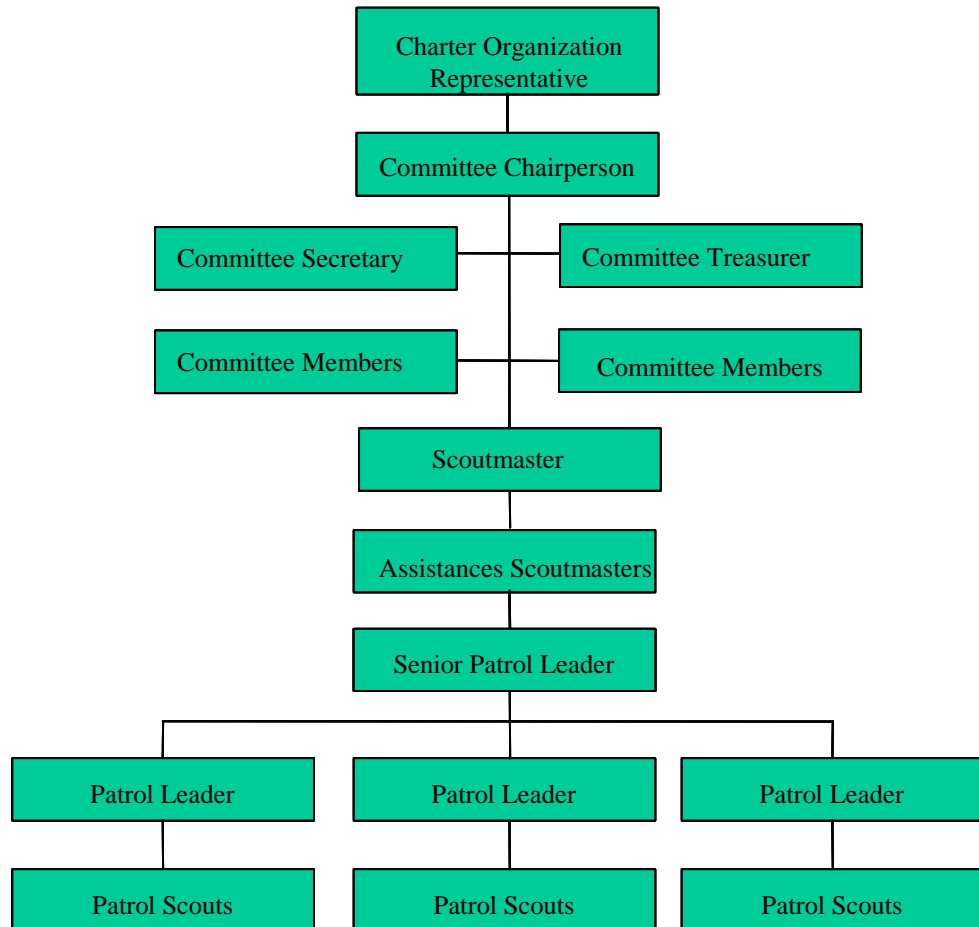 Charter Organization
Representative
Committee Chairperson
Committee Secretary
Committee Treasurer
Committee Members
Committee Members
Scoutmaster
Assistances Scoutmasters
Senior Patrol Leader
Patrol Leader
Patrol Leader
Patrol Leader
Patrol Scouts
Patrol Scouts
Patrol Scouts